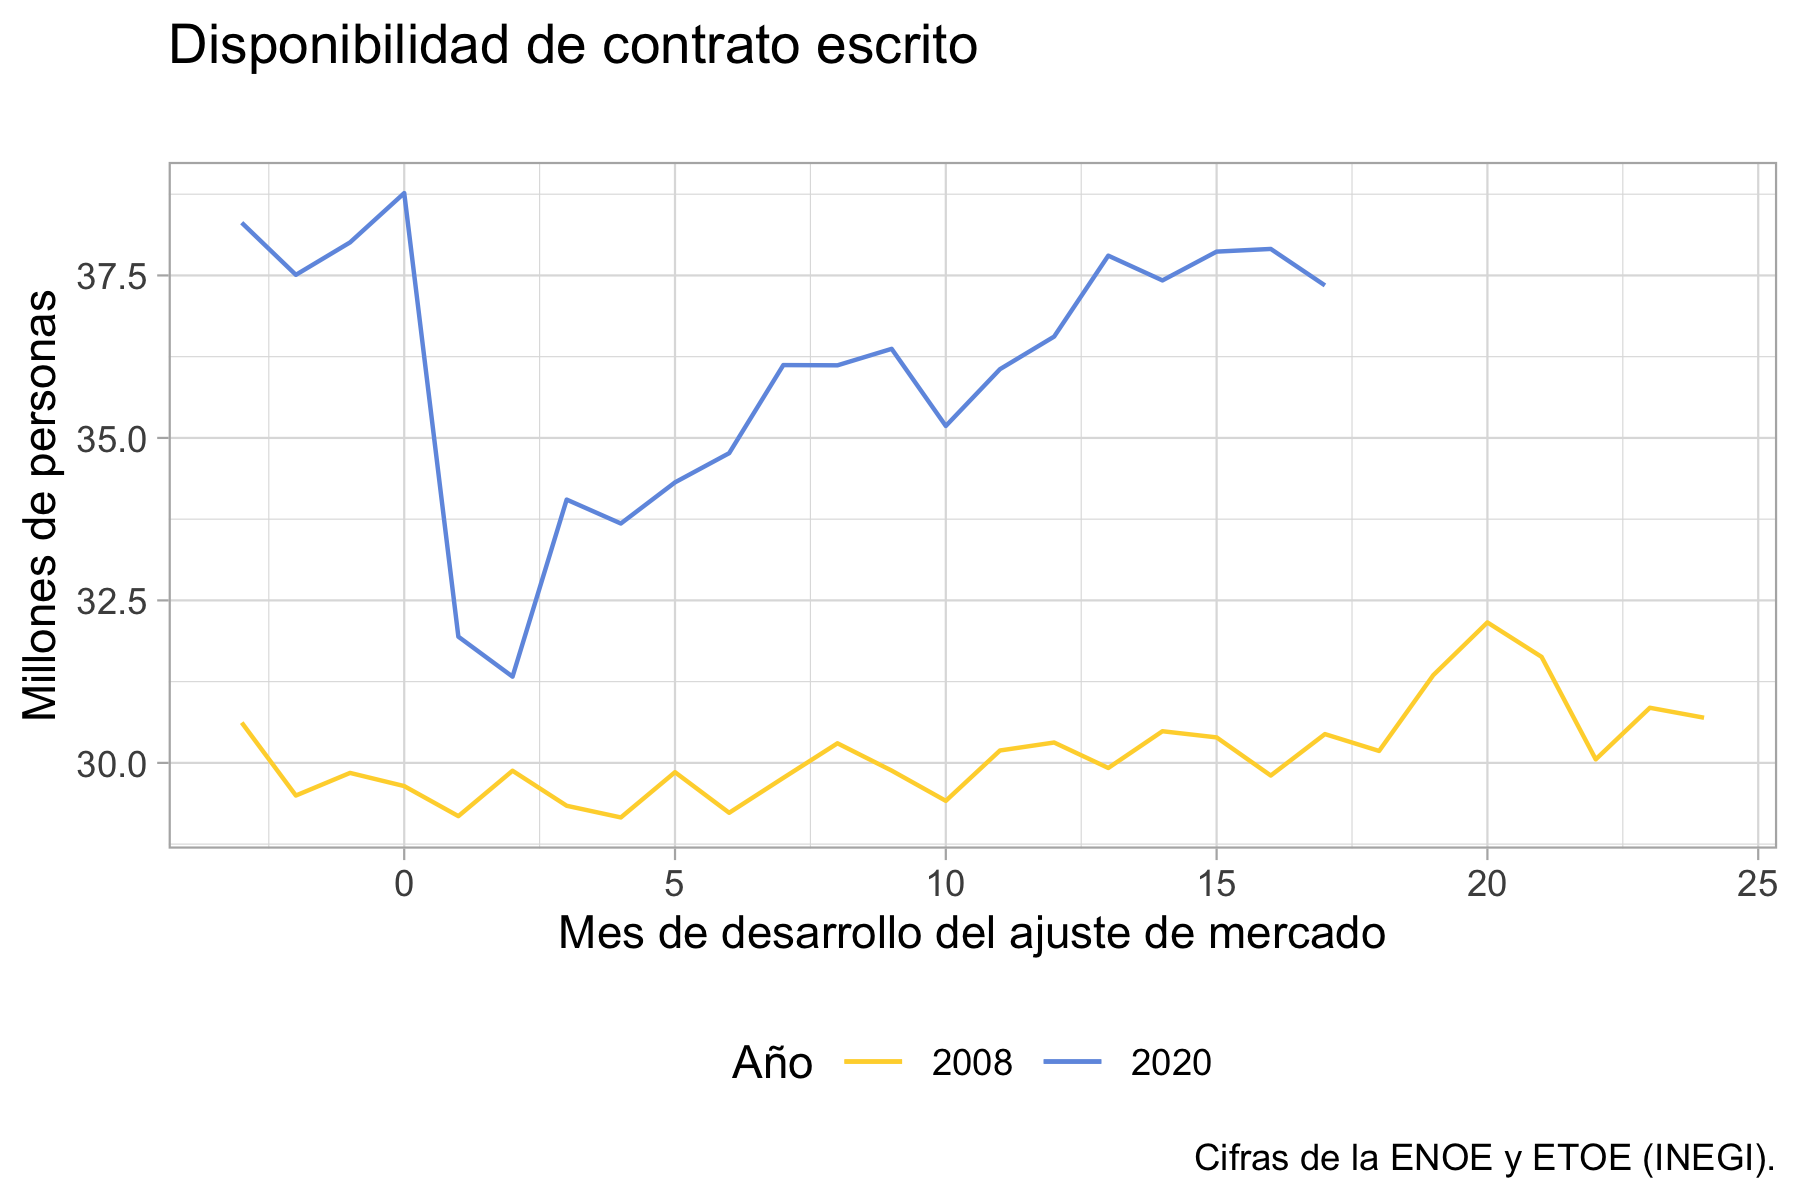 Disponibilidad de contrato escrito
Millones de personas
37.5
35.0
32.5
30.0
0 5 10 15 20 25
Mes de desarrollo del ajuste de mercado
Año 2008 2020
Cifras de la ENOE y ETOE (INEGI).